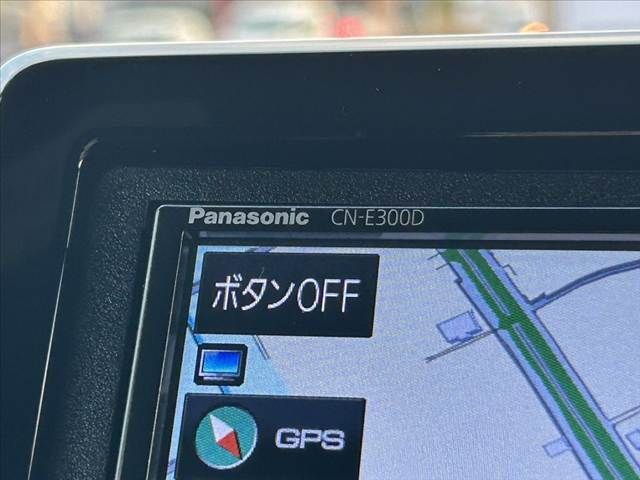 Panasonic CN-E300D
ボタンOFF
GPS